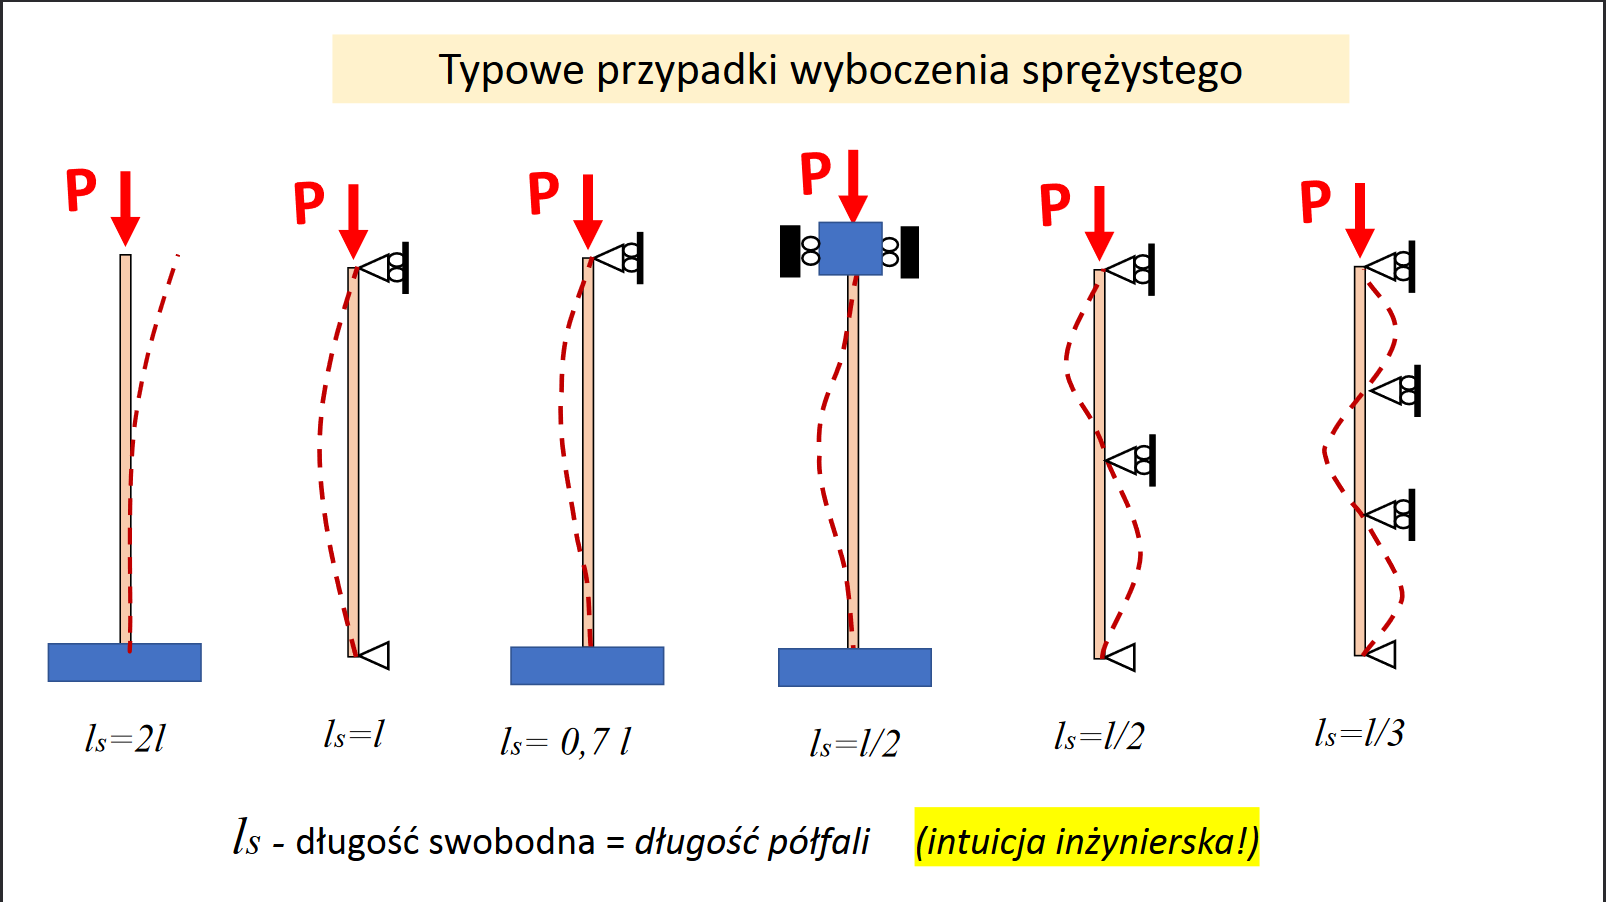 Typowe przypadki wyboczenia sprężystego
P P P P P P
ls=2l ls=l ls= 0,7 l ls=l/2 ls=l/2 ls=l/3
ls - długość swobodna = długość półfali (intuicja inżynierska!)